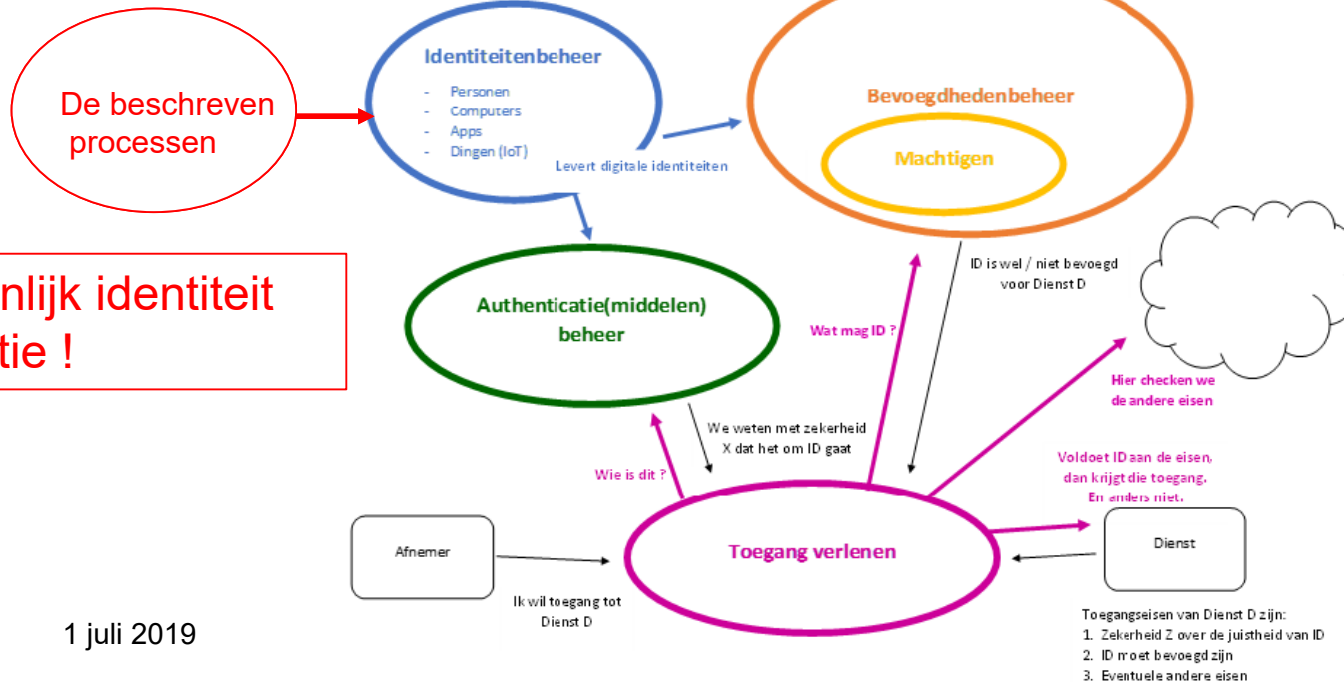 De beschreven
processen
Identiteitenbeheer
- Personen
- Computers
- Apps
- Dingen (IoT)
Levert digitale identiteiten
Bevoegdhedenbeheer
Machtigen
nlijk identiteit
tie !
Authenticatie(middelen)
beheer
ID is wel / niet bevoegd
voor Dienst D
Wat mag ID ?
Hier checken we
de andere eisen
We weten met zekerheid
X dat het om ID gaat
Wie is dit ?
Voldoet ID aan de eisen,
dan krijgt die toegang.
En anders niet.
Afnemer
Toegang verlenen
Dienst
Ik wil toegang tot
Dienst D
1 juli 2019
Toegangseisen van Dienst D zijn:
1. Zekerheid Z over de juistheid van ID
2. ID moet bevoegd zijn
3. Eventuele andere eisen